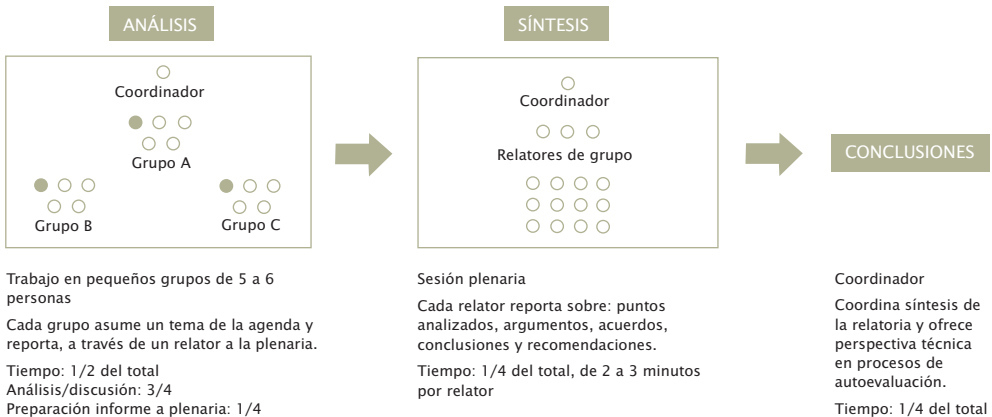 ANÁLISIS
Coordinador
Grupo A
Grupo B
Grupo C
Trabajo en pequeños grupos de 5 a 6
personas
Cada grupo asume un tema de la agenda y
reporta, a través de un relator a la plenaria.
Tiempo: 1/2 del total
Análisis/discusión: 3/4
Preparación informe a plenaria: 1/4
SÍNTESIS
Coordinador
Relatores de grupo
Sesión plenaria
Cada relator reporta sobre: puntos
analizados, argumentos, acuerdos,
conclusiones y recomendaciones.
Tiempo: 1/4 del total, de 2 a 3 minutos
por relator
CONCLUSIONES
Coordinador
Coordina síntesis de
la relatoria y ofrece
perspectiva técnica
en procesos de
autoevaluación.
Tiempo: 1/4 del total